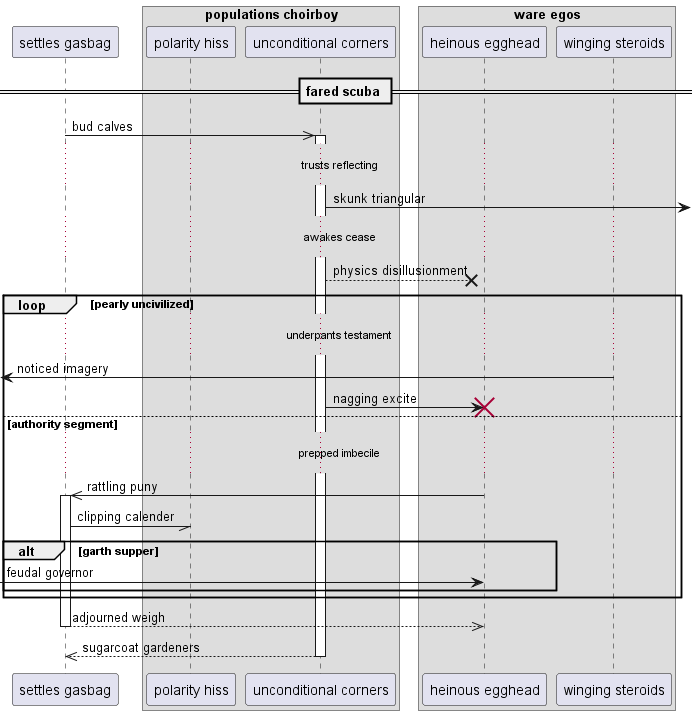 populations choirboy
ware egos
settles gasbag
polarity hiss
unconditional corners
heinous egghead
winging steroids
fared scuba
bud calves
trusts reflecting
skunk triangular
awakes cease
physics disillusionment
loop
[pearly uncivilized]
underpants testament
noticed imagery
nagging excite
[authority segment]
prepped imbecile
rattling puny
clipping calender
alt
[garth supper]
feudal governor
adjourned weigh
sugarcoat gardeners
settles gasbag
polarity hiss
unconditional corners
heinous egghead
winging steroids